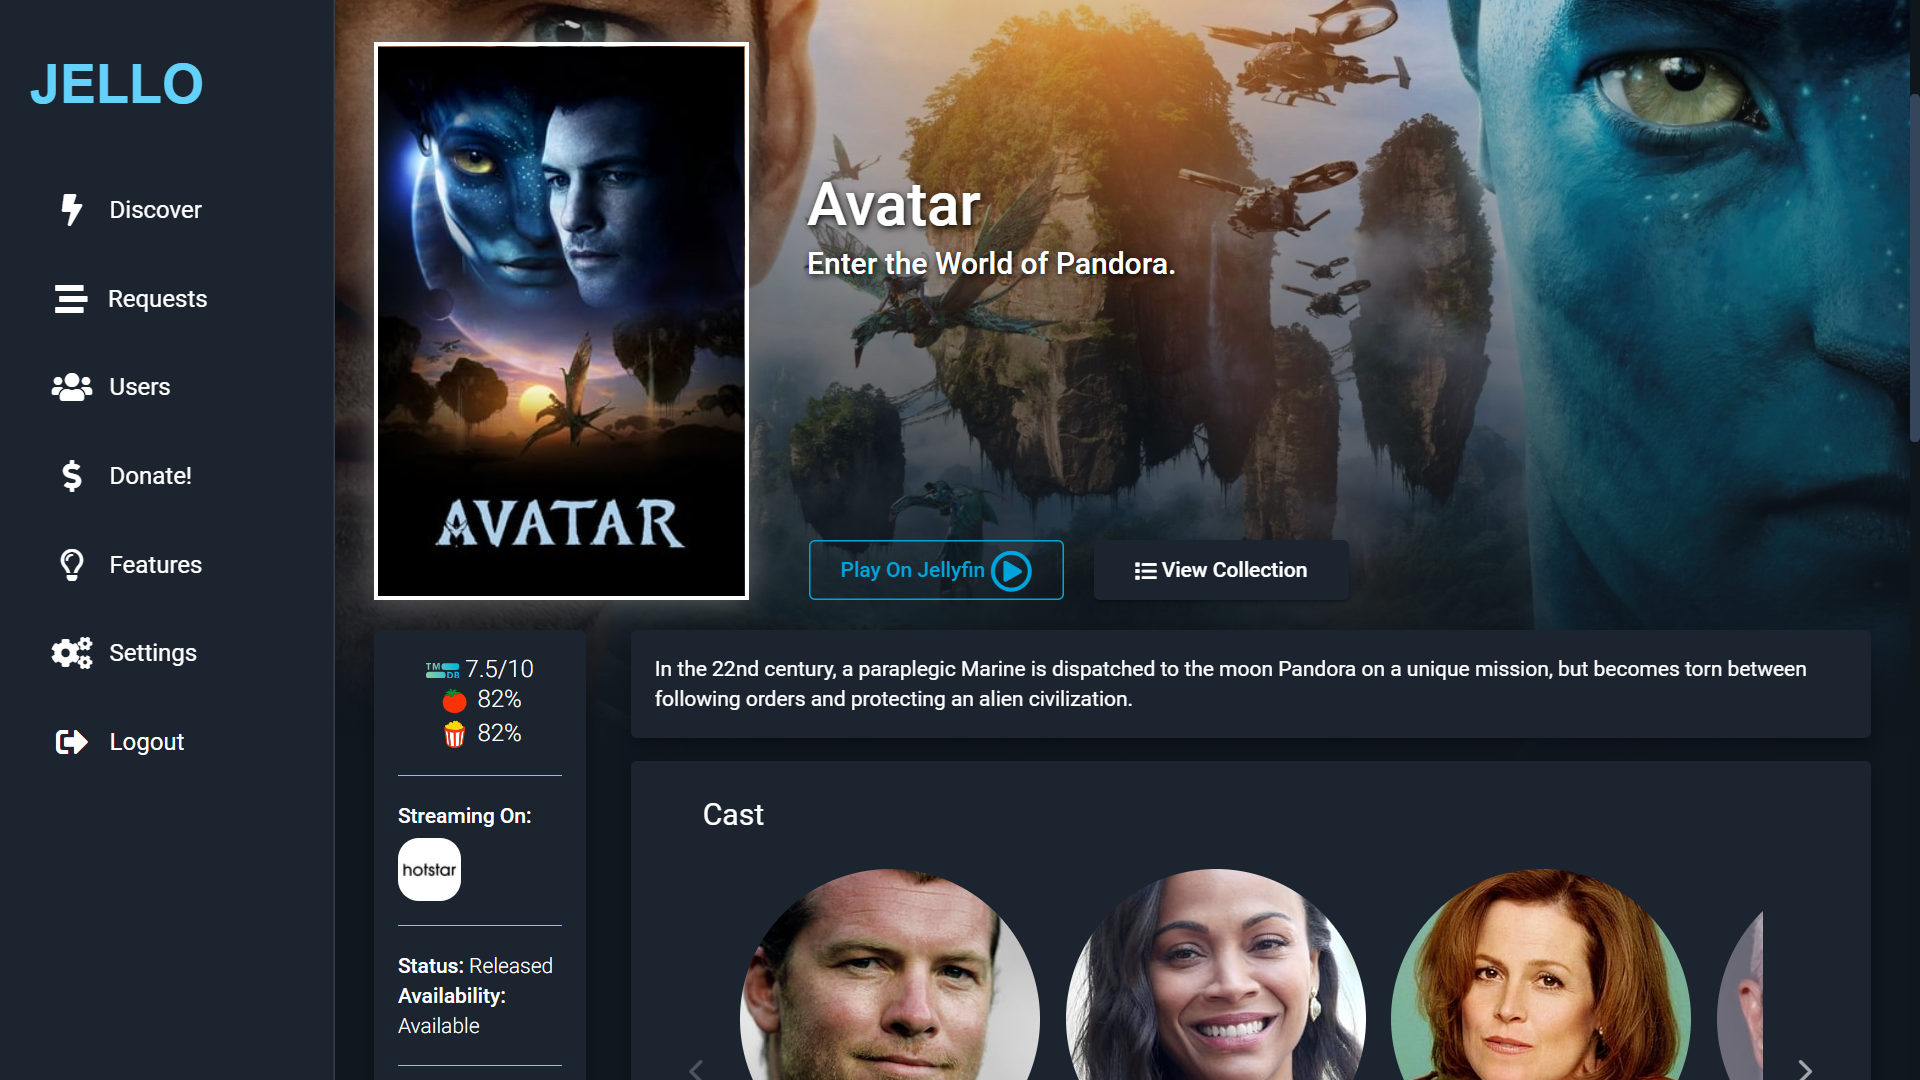 JELLO
Discover
Requests
Users
Donate!
Features
Settings
Logout
AVATAR
Avatar
Enter the World of Pandora.
Play On Jellyfin
View Collection
TMDB 7.5/10
82%
82%
Streaming On:
hotstar
Status: Released
Availability:
Available
In the 22nd century, a paraplegic Marine is dispatched to the moon Pandora on a unique mission, but becomes torn between
following orders and protecting an alien civilization.
Cast